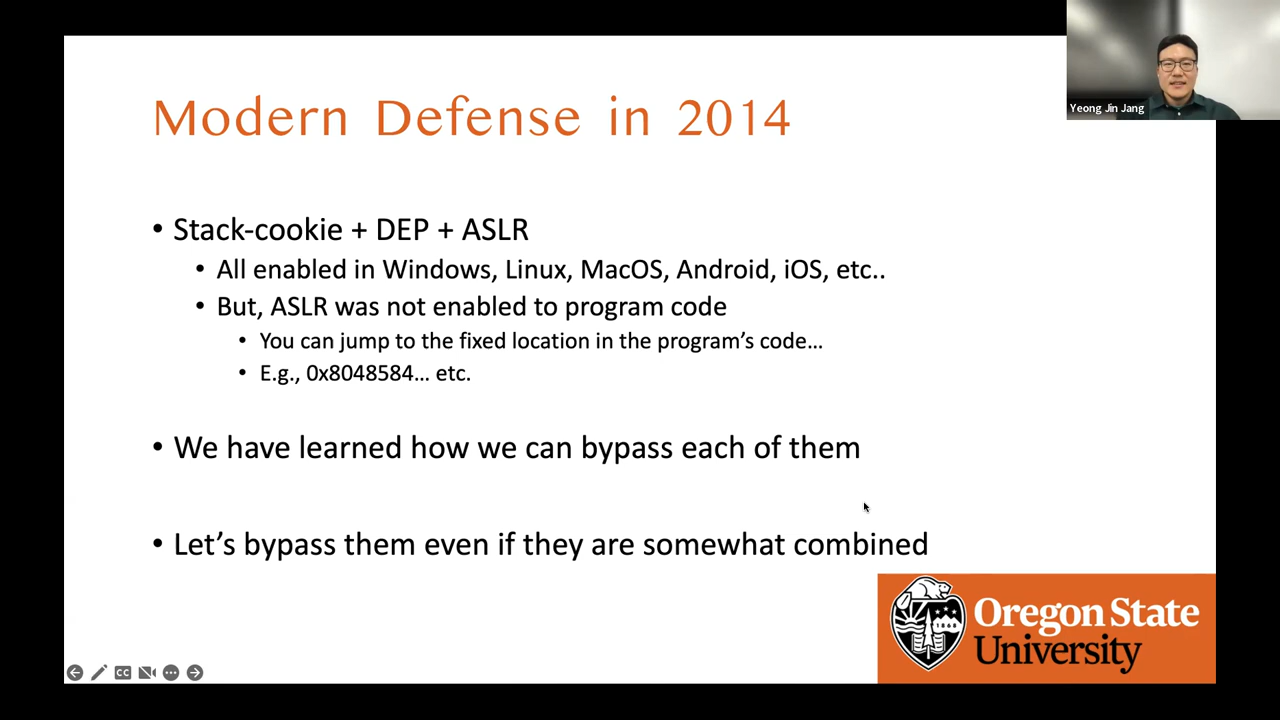 Yeong Jin Jang
Modern Defense in 2014
• Stack-cookie + DEP + ASLR
• All enabled in Windows, Linux, MacOS, Android, iOS, etc..
• But, ASLR was not enabled to program code
• You can jump to the fixed location in the program’s code…
• E.g., 0x8048584… etc.
• We have learned how we can bypass each of them
• Let’s bypass them even if they are somewhat combined
Oregon State
University
CC